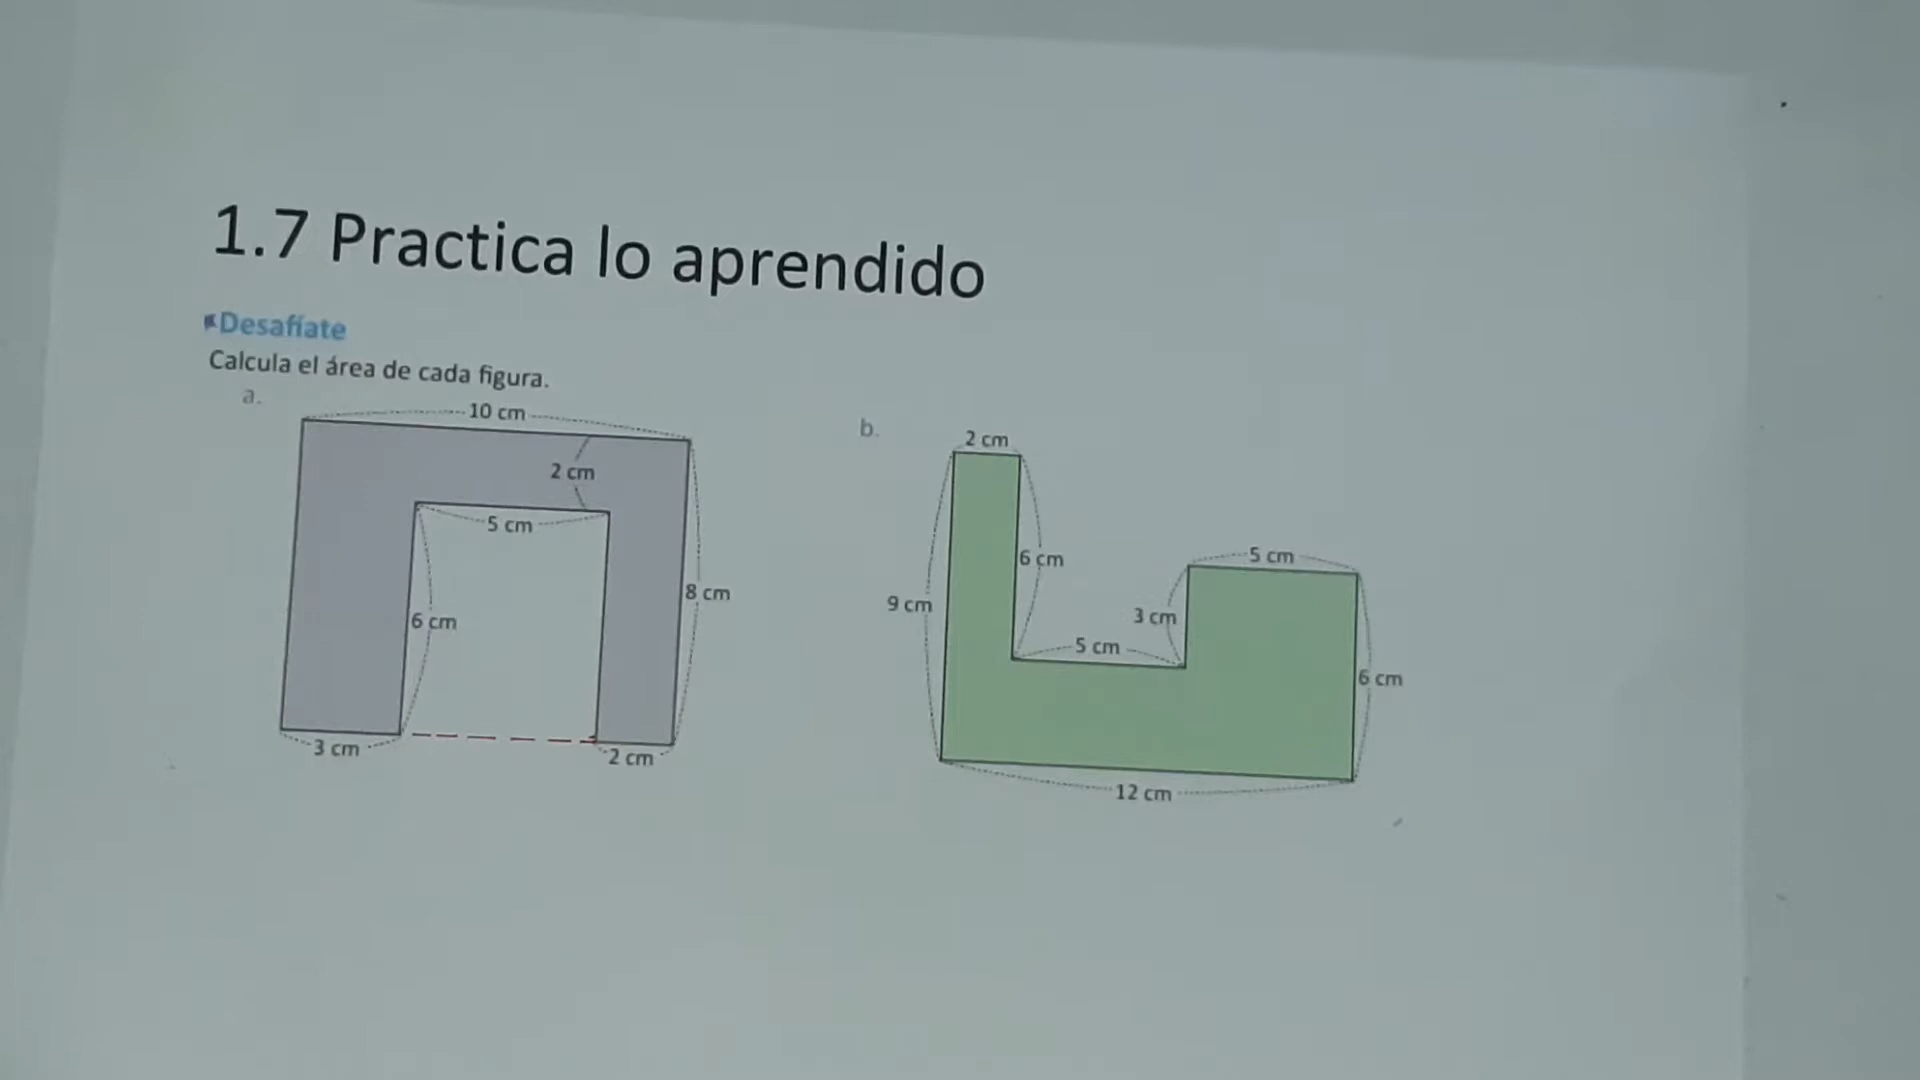 1.7 Practica lo aprendido
Desafíate
Calcula el área de cada figura.
a.
10 cm
2 cm
5 cm
6 cm
8 cm
3 cm
2 cm
b.
2 cm
6 cm
5 cm
9 cm
3 cm
5 cm
6 cm
12 cm